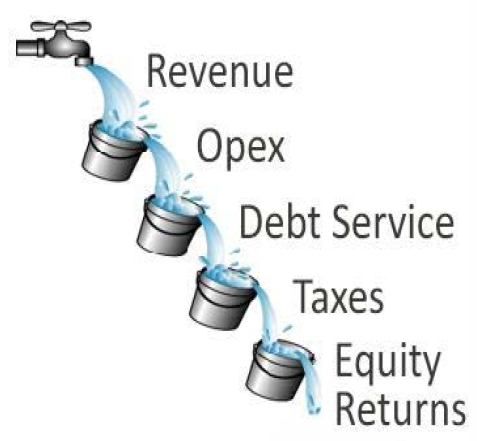 Revenue
Opex
Debt Service
Taxes
Equity
Returns